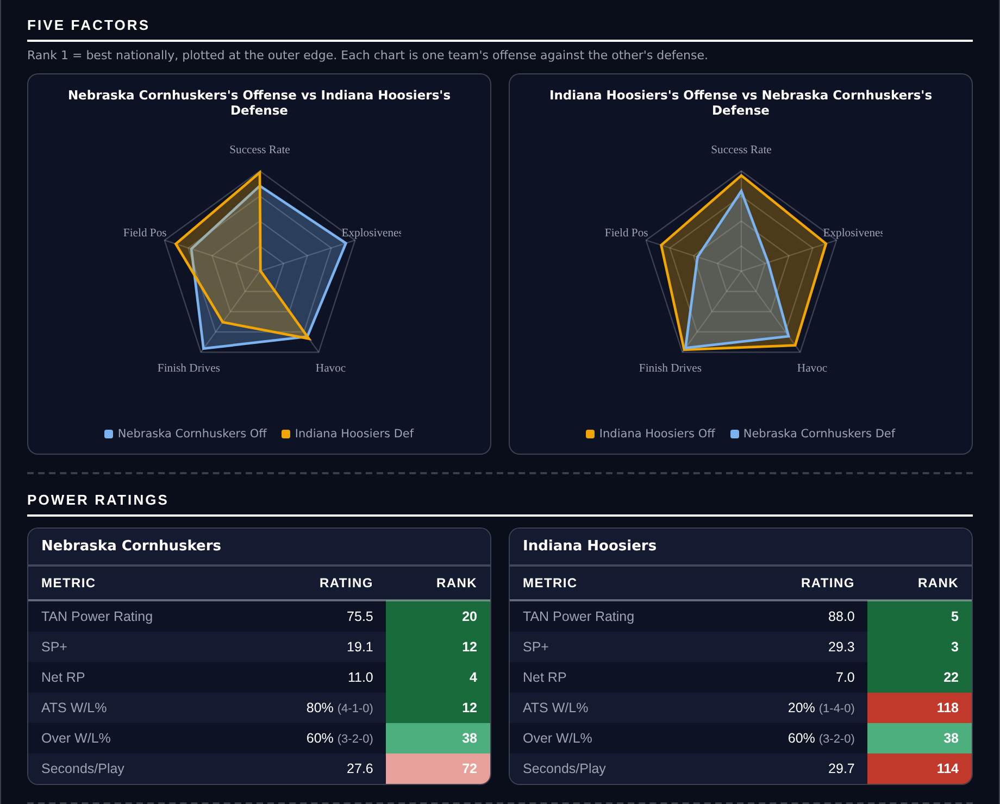 FIVE FACTORS
Rank 1 = best nationally, plotted at the outer edge. Each chart is one team's offense against the other's defense.
Nebraska Cornhuskers's Offense vs Indiana Hoosiers's
Defense
Success Rate
Field Pos
Explosivenes
Finish Drives
Havoc
Nebraska Cornhuskers Off
Indiana Hoosiers Def
Indiana Hoosiers's Offense vs Nebraska Cornhuskers's
Defense
Success Rate
Field Pos
Explosivenes
Finish Drives
Havoc
Indiana Hoosiers Off
Nebraska Cornhuskers Def
POWER RATINGS
Nebraska Cornhuskers
METRIC RATING RANK
TAN Power Rating 75.5 20
SP+ 19.1 12
Net RP 11.0 4
ATS W/L% 80% (4-1-0) 12
Over W/L% 60% (3-2-0) 38
Seconds/Play 27.6 72
Indiana Hoosiers
METRIC RATING RANK
TAN Power Rating 88.0 5
SP+ 29.3 3
Net RP 7.0 22
ATS W/L% 20% (1-4-0) 118
Over W/L% 60% (3-2-0) 38
Seconds/Play 29.7 114